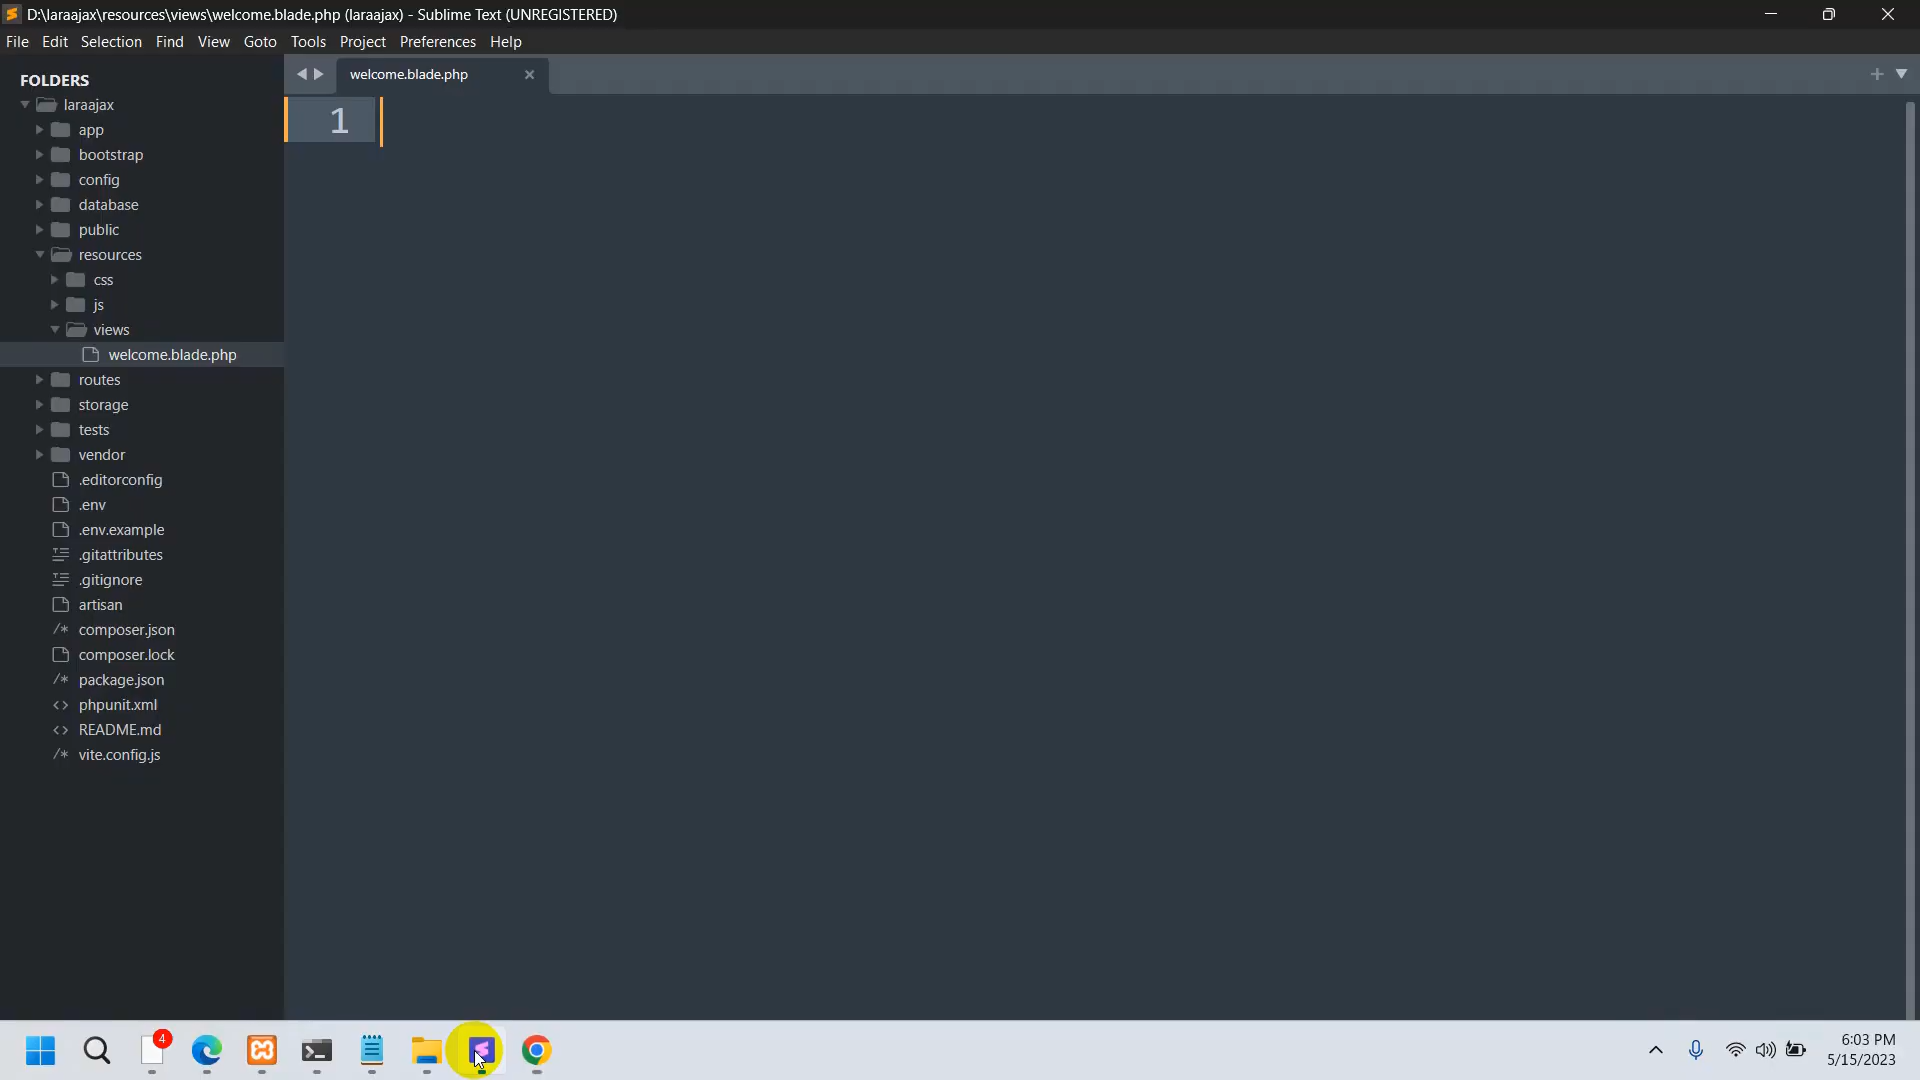 D:\laraajax\resources\views\welcome.blade.php (laraajax) - Sublime Text (UNREGISTERED)
File Edit Selection Find View Goto Tools Project Preferences Help
FOLDERS
laraajax
app
bootstrap
config
database
public
resources
css
js
views
welcome.blade.php
routes
storage
tests
vendor
.editorconfig
.env
.env.example
.gitattributes
.gitignore
artisan
/* composer.json
composer.lock
/* package.json
<> phpunit.xml
<> README.md
/* vite.config.js
welcome.blade.php
1
4
6:03 PM
5/15/2023